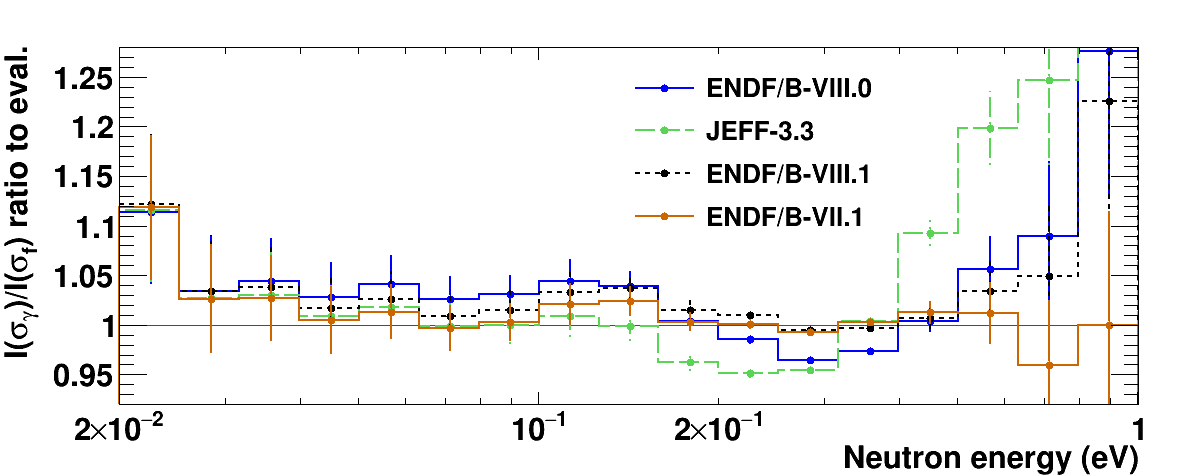 I(σγ)/I(σf) ratio to eval.
1.25
1.2
1.15
1.1
1.05
1
0.95
ENDF/B-VIII.0
JEFF-3.3
ENDF/B-VIII.1
ENDF/B-VII.1
2×10⁻² 10⁻¹ 2×10⁻¹ 1
Neutron energy (eV)